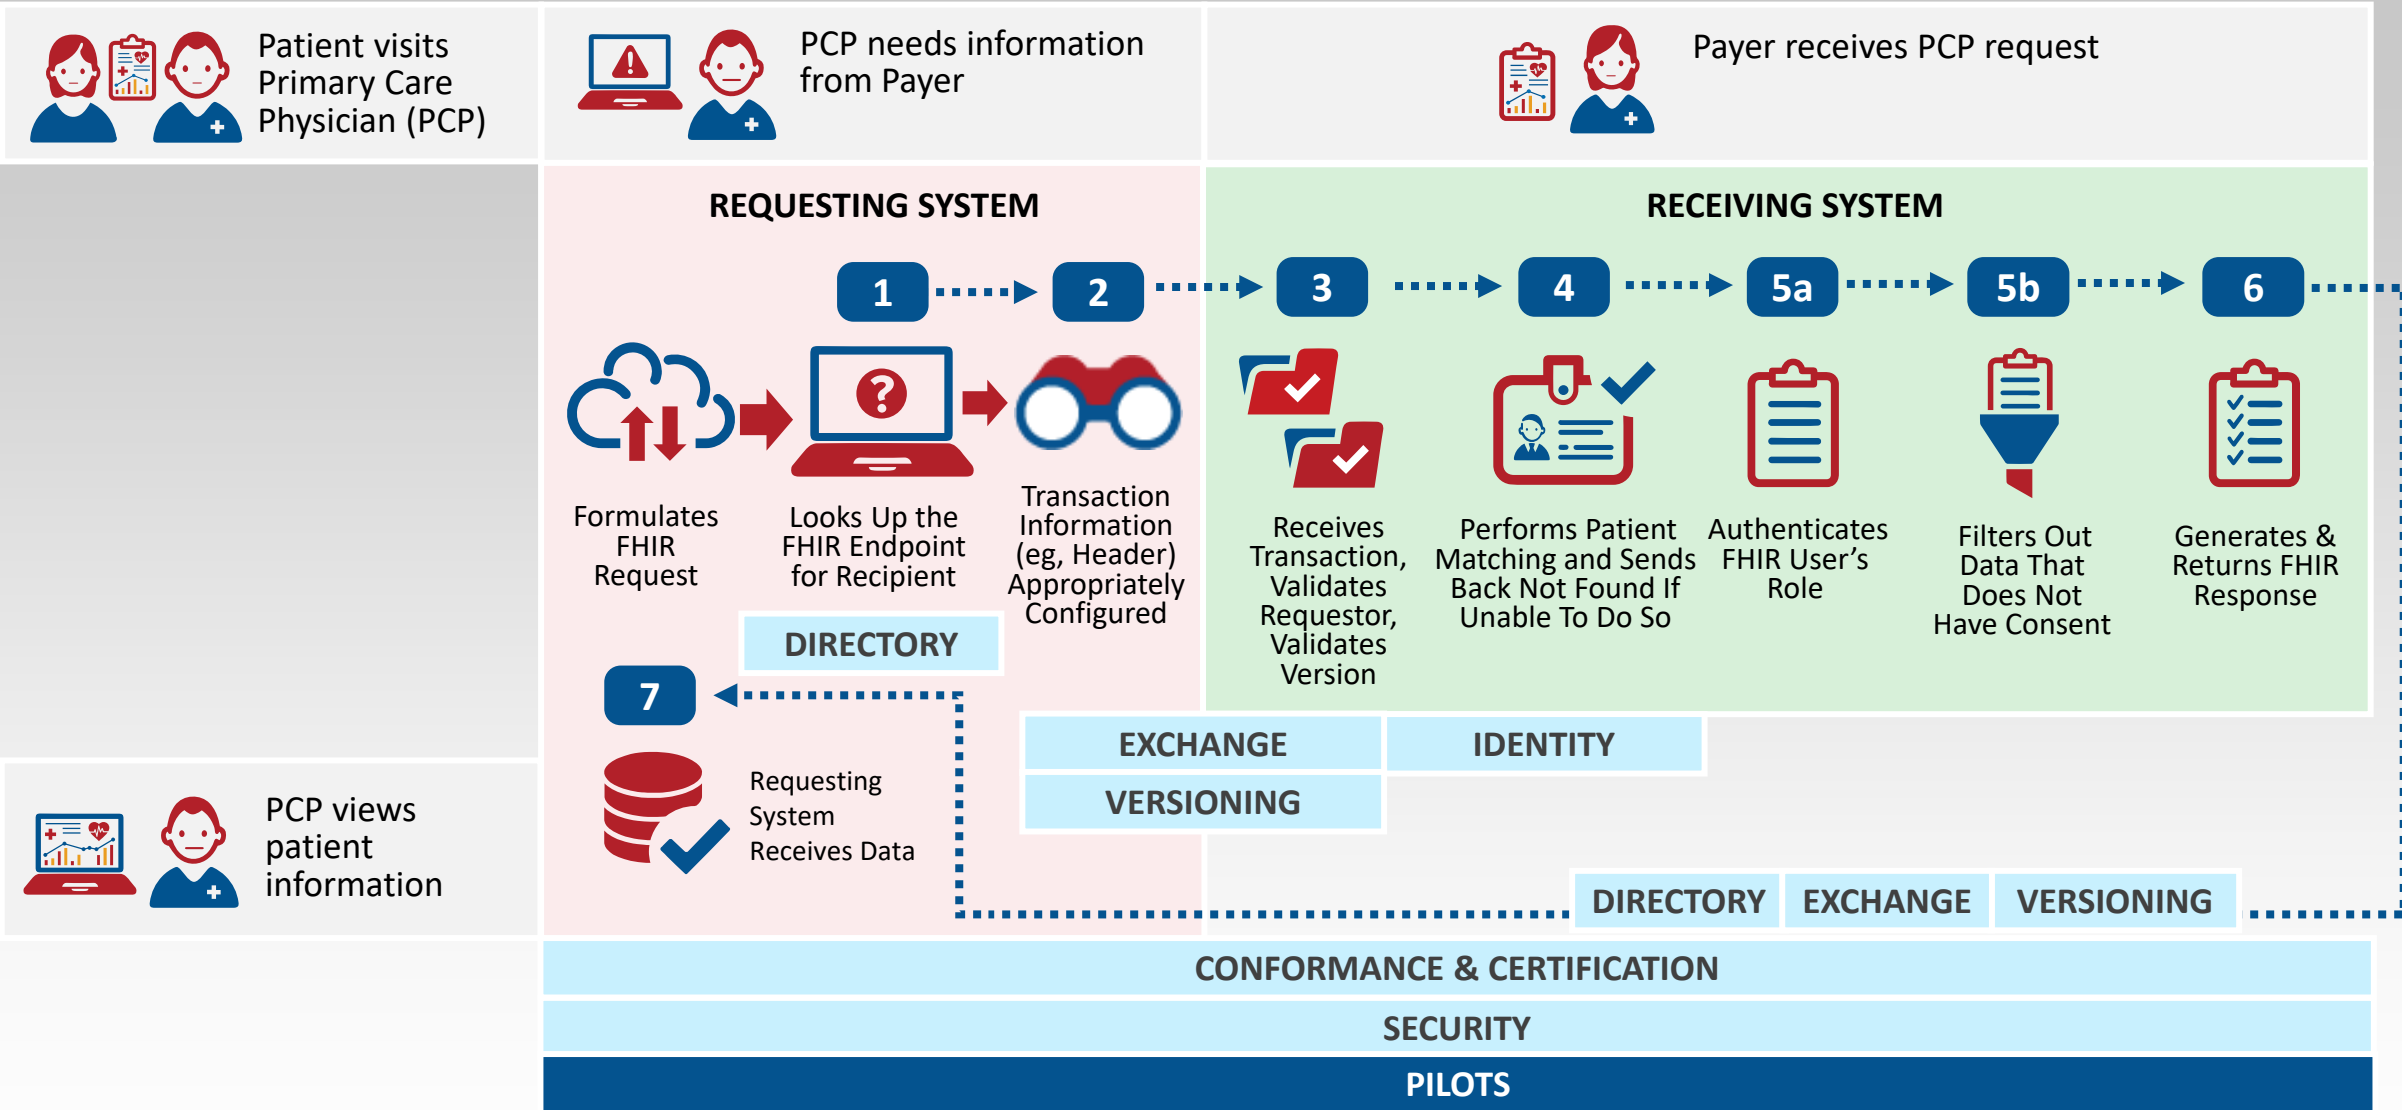 Patient visits
Primary Care
Physician (PCP)
PCP needs information
from Payer
Payer receives PCP request
REQUESTING SYSTEM
RECEIVING SYSTEM
1
2
3
4
5a
5b
6
Formulates
FHIR
Request
Looks Up the
FHIR Endpoint
for Recipient
Transaction
Information
(eg, Header)
Appropriately
Configured
Receives
Transaction,
Validates
Requestor,
Validates
Version
Performs Patient
Matching and Sends
Back Not Found If
Unable To Do So
Authenticates
FHIR User’s
Role
Filters Out
Data That
Does Not
Have Consent
Generates &
Returns FHIR
Response
DIRECTORY
7
EXCHANGE
IDENTITY
VERSIONING
Requesting
System
Receives Data
PCP views
patient
information
DIRECTORY
EXCHANGE
VERSIONING
CONFORMANCE & CERTIFICATION
SECURITY
PILOTS